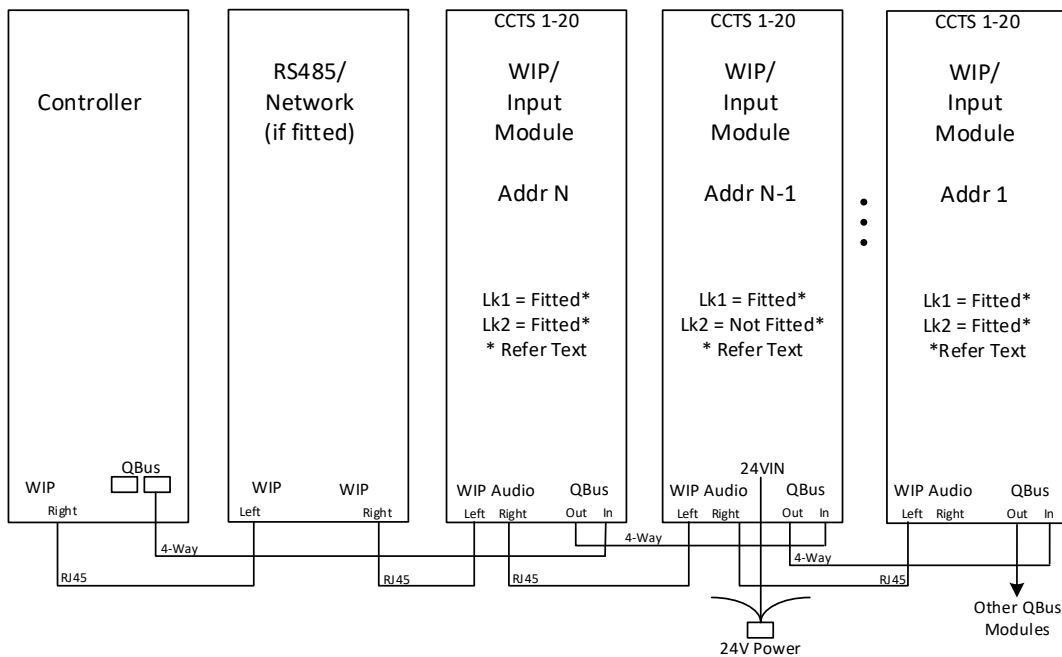 Controller
QBus
WIP
Right
RS485/
Network
(if fitted)
WIP
WIP
Left
Right
CCTS 1-20
WIP/
Input
Module
Addr N
Lk1 = Fitted*
Lk2 = Fitted*
* Refer Text
WIP Audio
QBus
Left
Right
Out
In
CCTS 1-20
WIP/
Input
Module
Addr N-1
Lk1 = Fitted*
Lk2 = Not Fitted*
* Refer Text
24VIN
WIP Audio
QBus
Left
Right
Out
In
CCTS 1-20
WIP/
Input
Module
Addr 1
Lk1 = Fitted*
Lk2 = Fitted*
*Refer Text
WIP Audio
QBus
Left
Right
Out
In
4-Way
4-Way
4-Way
RJ45
RJ45
RJ45
RJ45
24V Power
Other QBus
Modules